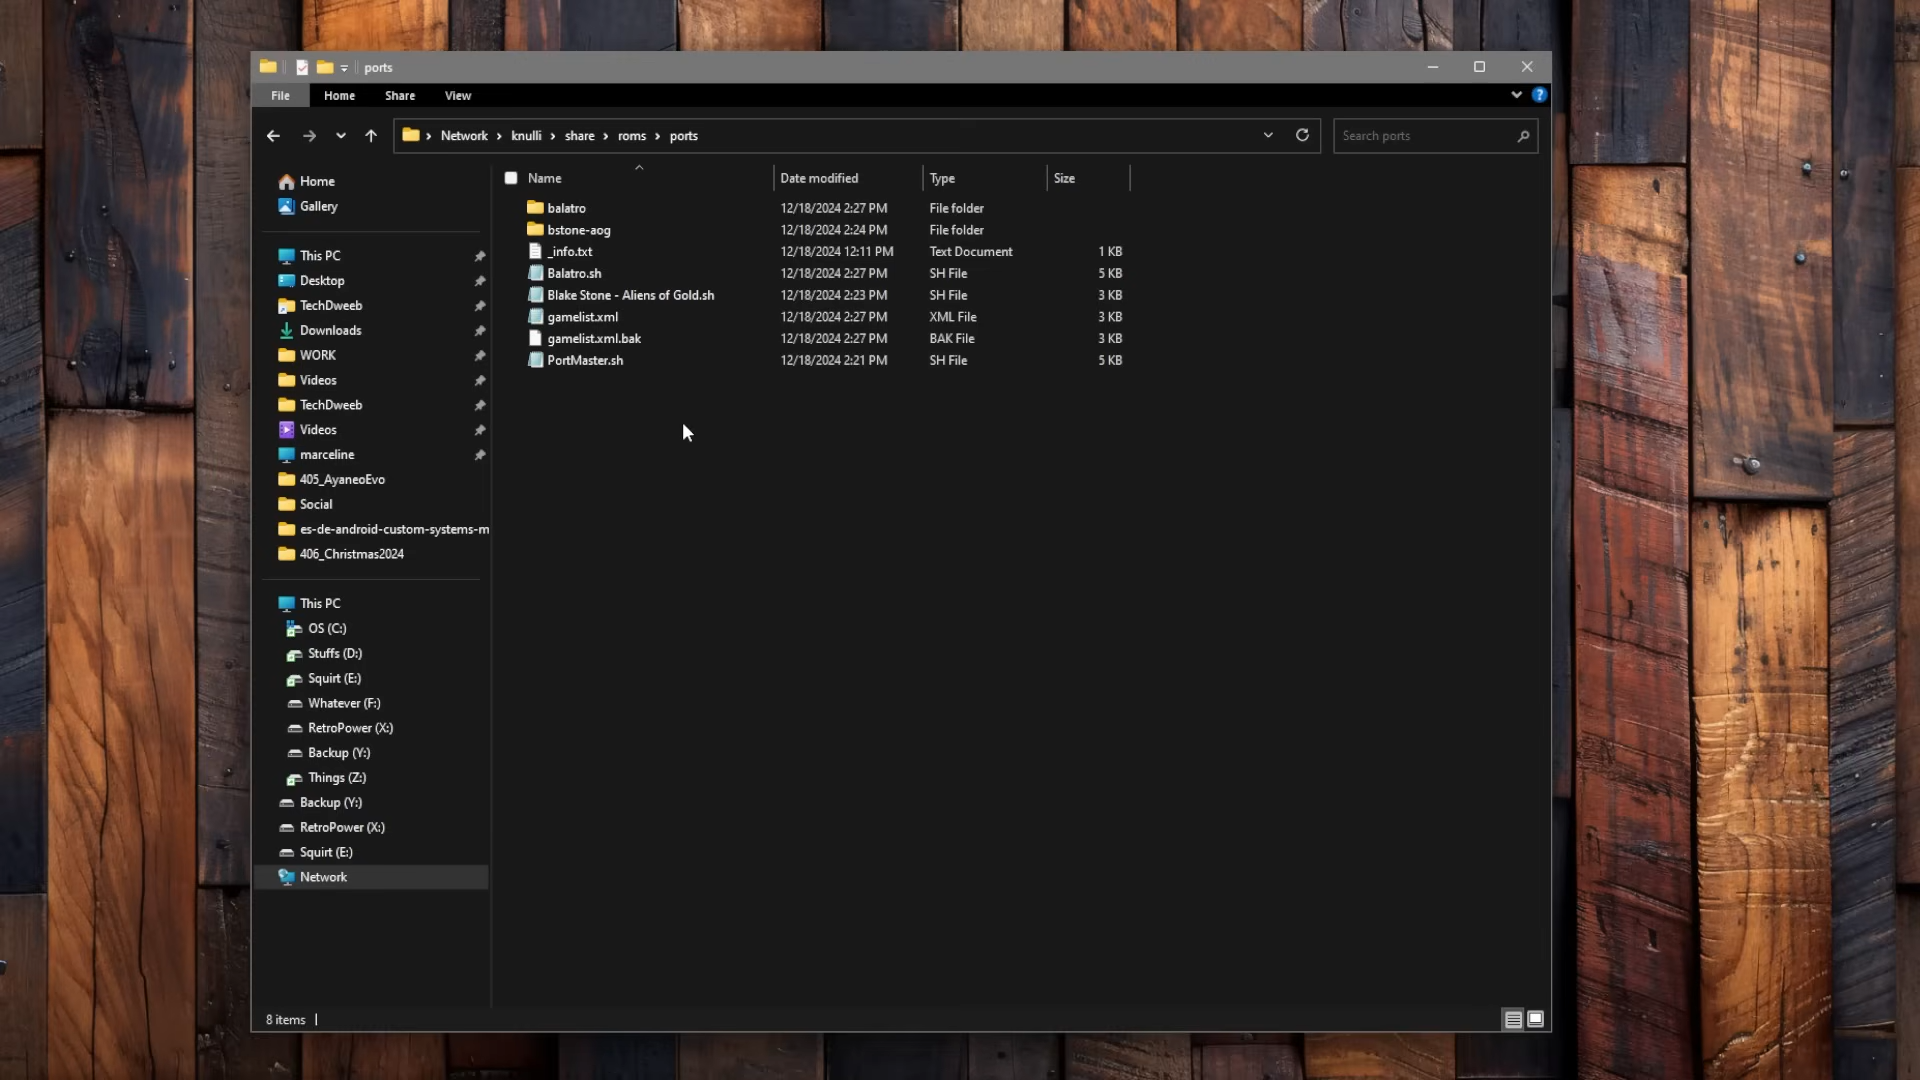 ports
File Home Share View
Network knulli share roms ports
Search ports
Name Date modified Type Size
balatro 12/18/2024 2:27 PM File folder
bstone-aog 12/18/2024 2:24 PM File folder
_info.txt 12/18/2024 12:11 PM Text Document 1 KB
Balatro.sh 12/18/2024 2:27 PM SH File 5 KB
Blake Stone - Aliens of Gold.sh 12/18/2024 2:23 PM SH File 3 KB
gamelist.xml 12/18/2024 2:27 PM XML File 3 KB
gamelist.xml.bak 12/18/2024 2:27 PM BAK File 3 KB
PortMaster.sh 12/18/2024 2:21 PM SH File 5 KB
Home
Gallery
This PC
Desktop
TechDweeb
Downloads
WORK
Videos
TechDweeb
Videos
marceline
405_AyaneoEvo
Social
es-de-android-custom-systems-m
406_Christmas2024
This PC
OS (C:)
Stuffs (D:)
Squirt (E:)
Whatever (F:)
RetroPower (X:)
Backup (Y:)
Things (Z:)
Backup (Y:)
RetroPower (X:)
Squirt (E:)
Network
8 items